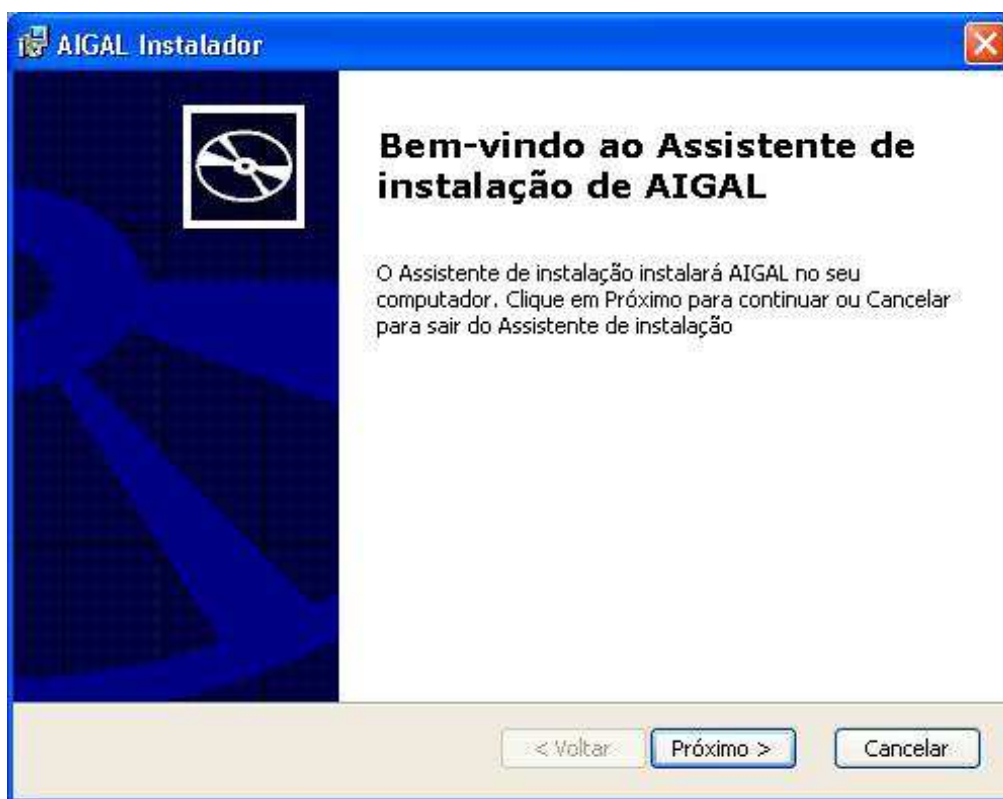 AIGAL Instalador
Bem-vindo ao Assistente de
instalação de AIGAL
O Assistente de instalação instalará AIGAL no seu
computador. Clique em Próximo para continuar ou Cancelar
para sair do Assistente de instalação
< Voltar
Próximo >
Cancelar